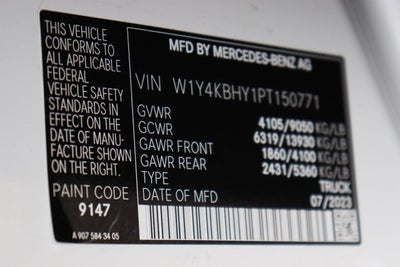 THIS VEHICLE
CONFORMS TO
ALL APPLICABLE
FEDERAL
VEHICLE SAFETY
STANDARDS IN
EFFECT ON THE
DATE OF MANU-
FACTURE SHOWN
ON THE RIGHT.
PAINT CODE
9147
A 907 584 34 05
MFD BY MERCEDES-BENZ AG
VIN W1Y4KBHY1PT150771
GVWR 4105/9050 KG/LB
GCWR 6319/13930 KG/LB
GAWR FRONT 1860/4100 KG/LB
GAWR REAR 2431/5360 KG/LB
TYPE TRUCK
DATE OF MFD 07/2023